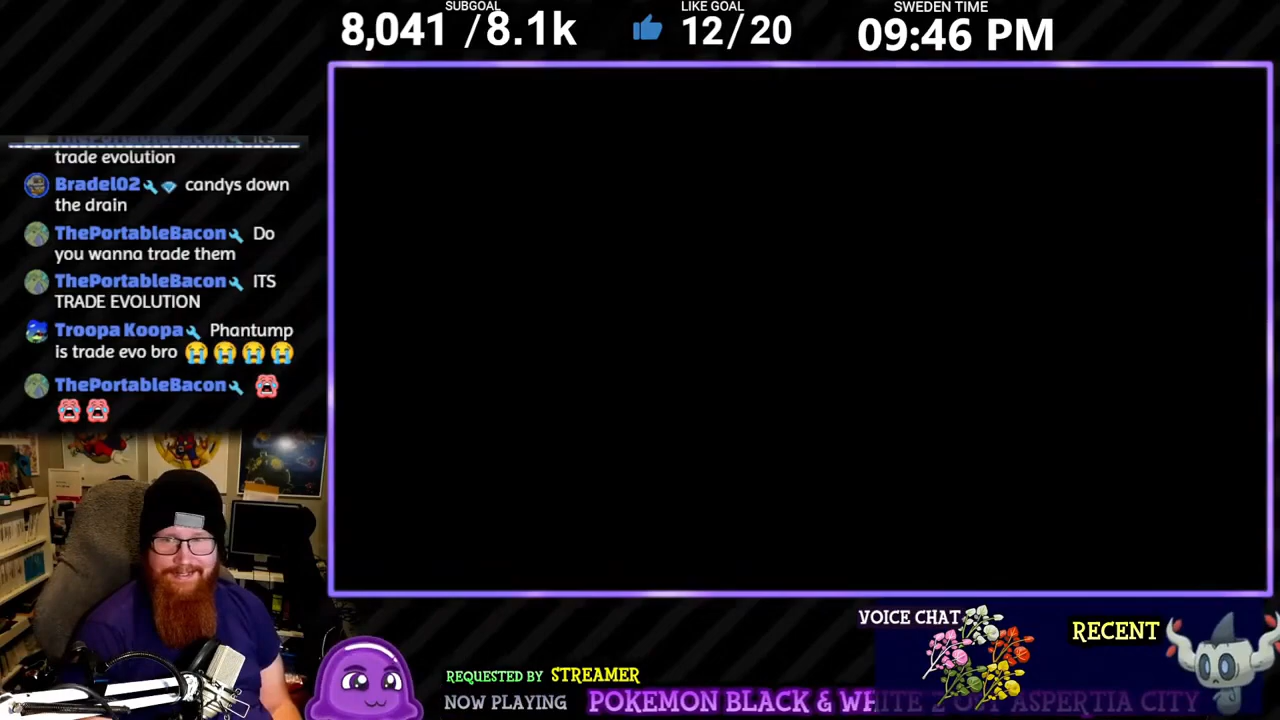 SUBGOAL
8,041 /8.1k
LIKE GOAL
12/20
SWEDEN TIME
09:46 PM
ThePortableBacon its
trade evolution
Bradel02 candys down
the drain
ThePortableBacon Do
you wanna trade them
ThePortableBacon ITS
TRADE EVOLUTION
Troopa Koopa Phantump
is trade evo bro 😭😭😭😭
ThePortableBacon
VOICE CHAT
RECENT
REQUESTED BY STREAMER
NOW PLAYING POKEMON BLACK & WHITE 2 OST ASPERTIA CITY